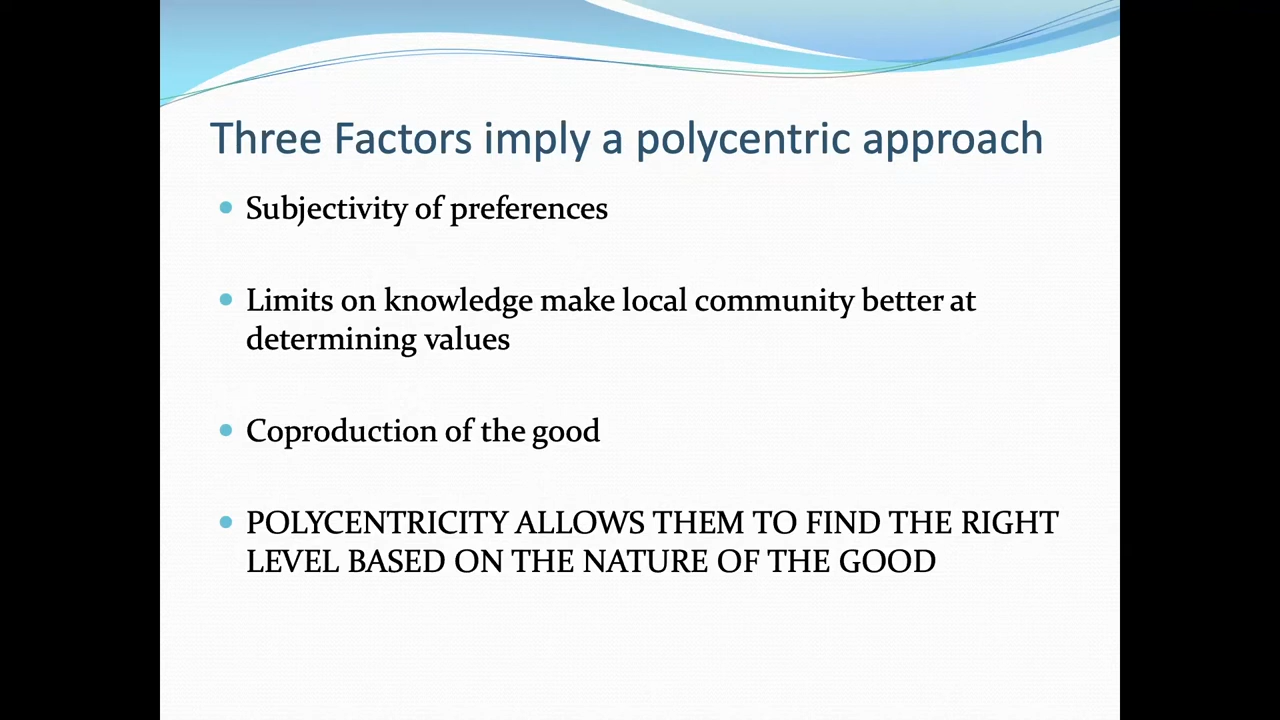 Three Factors imply a polycentric approach
Subjectivity of preferences
Limits on knowledge make local community better at
determining values
Coproduction of the good
POLYCENTRICITY ALLOWS THEM TO FIND THE RIGHT
LEVEL BASED ON THE NATURE OF THE GOOD